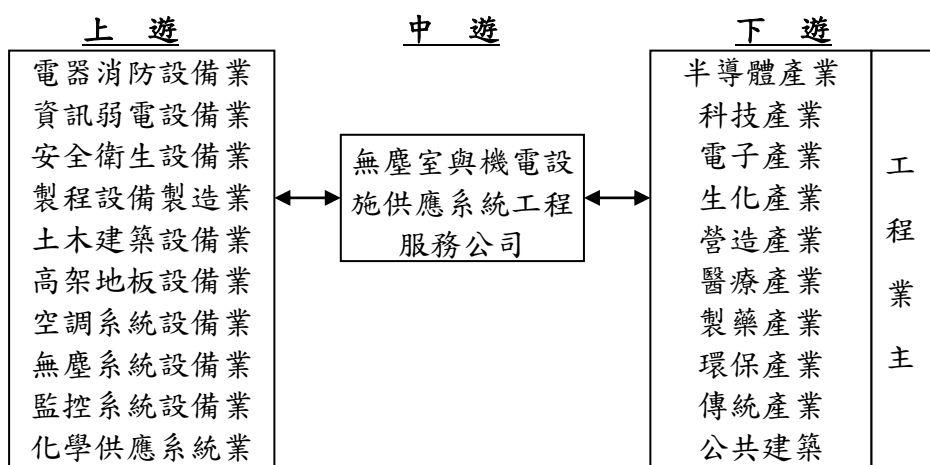 上 遊
中 遊
下 遊
電器消防設備業
資訊弱電設備業
安全衛生設備業
製程設備製造業
土木建築設備業
高架地板設備業
空調系統設備業
無塵系統設備業
監控系統設備業
化學供應系統業
無塵室與機電設
施供應系統工程
服務公司
半導體產業
科技產業
電子產業
生化產業
營造產業
醫療產業
製藥產業
環保產業
傳統產業
公共建築
工
程
業
主